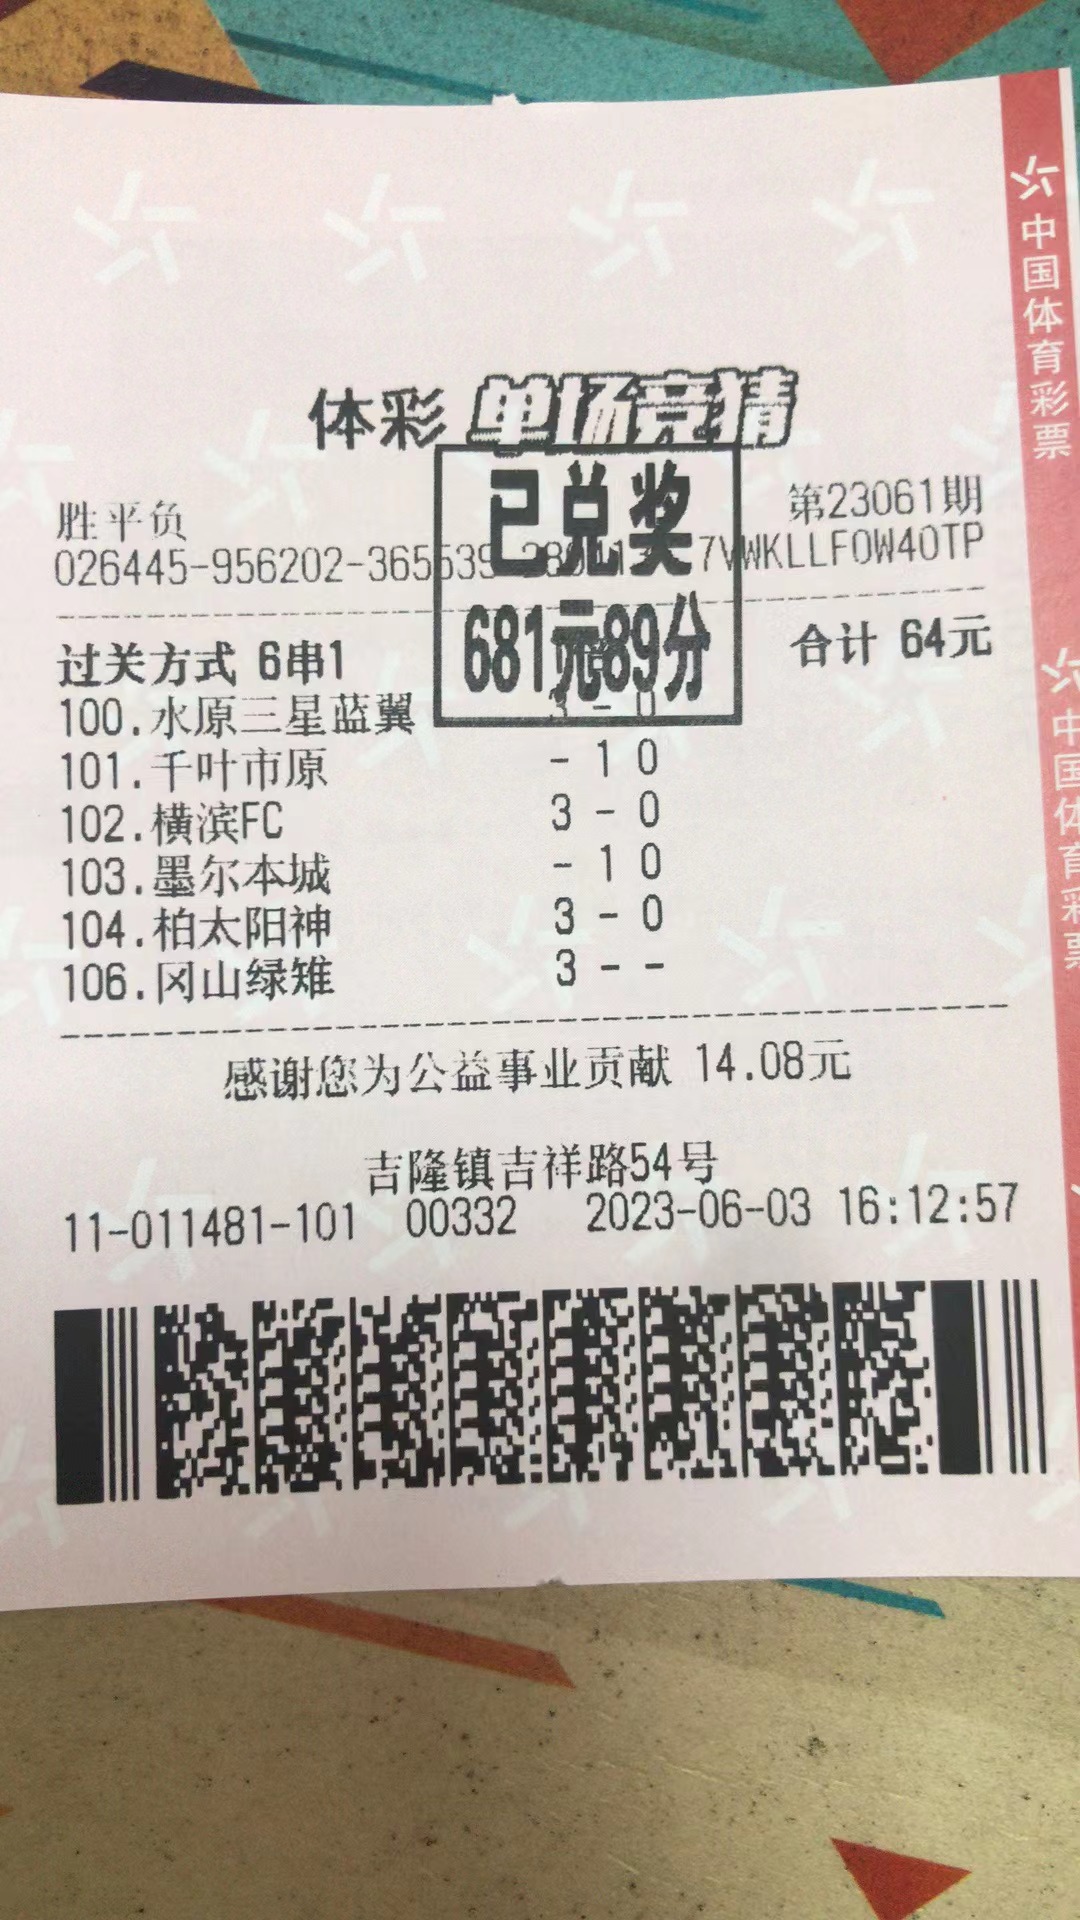 体彩 单场竞猜
已兑奖
681元89分
胜平负
第23061期
026445-956202-365539 7VWKLLFOW4OTP
过关方式 6串1
合计 64元
100.水原三星蓝翼 3 - 0
101.千叶市原 - 1 0
102.横滨FC 3 - 0
103.墨尔本城 - 1 0
104.柏太阳神 3 - 0
106.冈山绿雉 3 - -
感谢您为公益事业贡献 14.08元
吉隆镇吉祥路54号
11-011481-101 00332 2023-06-03 16:12:57
中国体育彩票
中国体育彩票